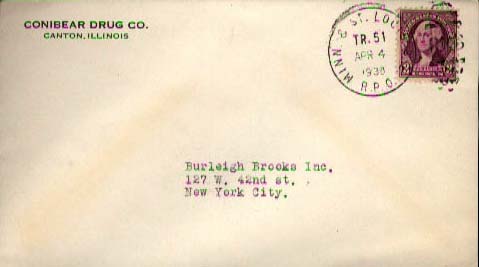 CONIBEAR DRUG CO.
CANTON, ILLINOIS
MINN & ST. LOU
TR. 51
APR 4
R.P.O.
3
Burleigh Brooks Inc.
127 W. 42nd st.
New York City.